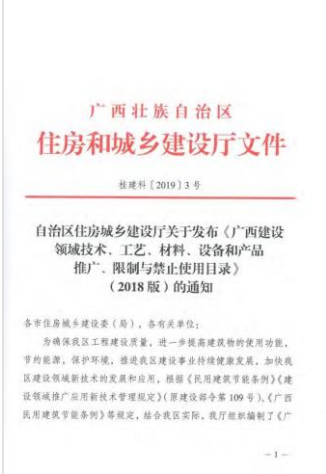 广西壮族自治区
住房和城乡建设厅文件
桂建科〔2019〕3号
自治区住房城乡建设厅关于发布《广西建设
领域技术、工艺、材料、设备和产品
推广、限制与禁止使用目录》
（2018版）的通知
各市住房城乡建设委（局），各有关单位：
为确保我区工程建设质量，进一步提高建筑物的使用功能，
节约能源，保护环境，推进我区建设事业持续健康发展，加快我
区建设领域新技术的发展和应用，根据《民用建筑节能条例》《建
设领域推广应用新技术管理规定》（原建设部令第109号）、《广西
民用建筑节能条例》等规定，结合我区实际，我厅组织编制了《广
—1—